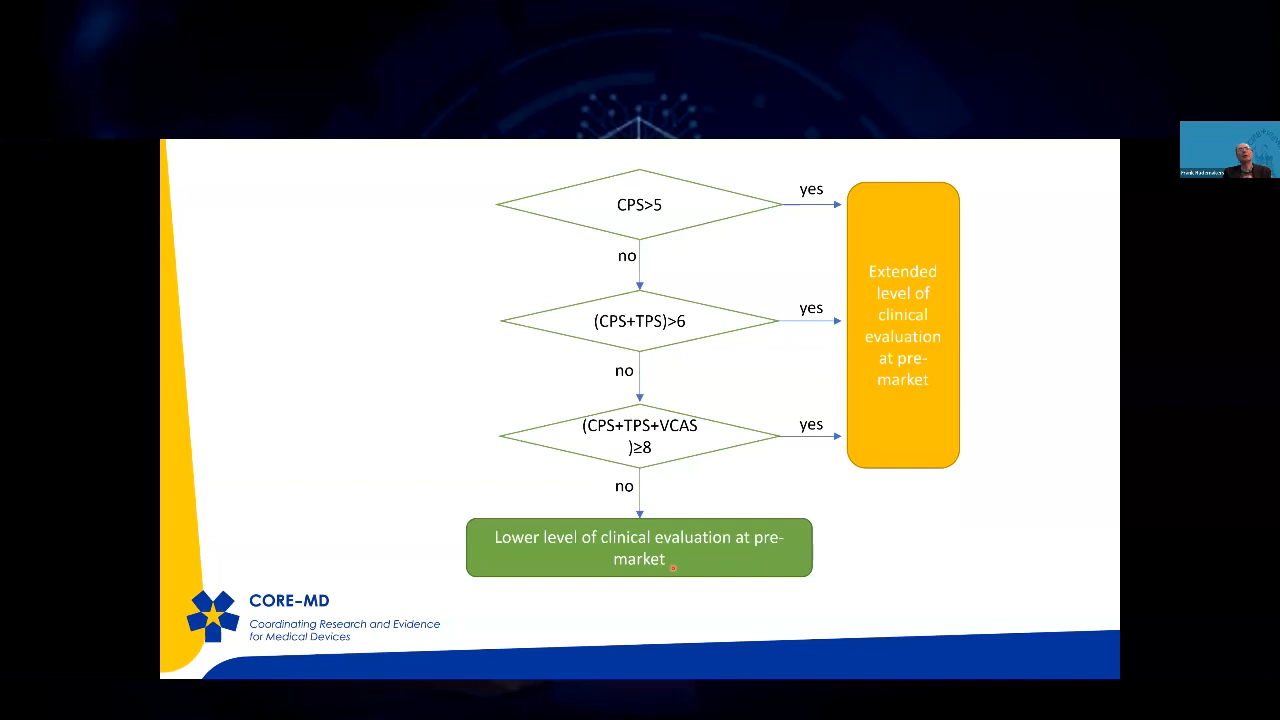 CPS>5
yes
no
(CPS+TPS)>6
yes
no
(CPS+TPS+VCAS
)≥8
yes
no
Extended
level of
clinical
evaluation
at pre-
market
Lower level of clinical evaluation at pre-
market
CORE–MD
Coordinating Research and Evidence
for Medical Devices
Frank Rademakers